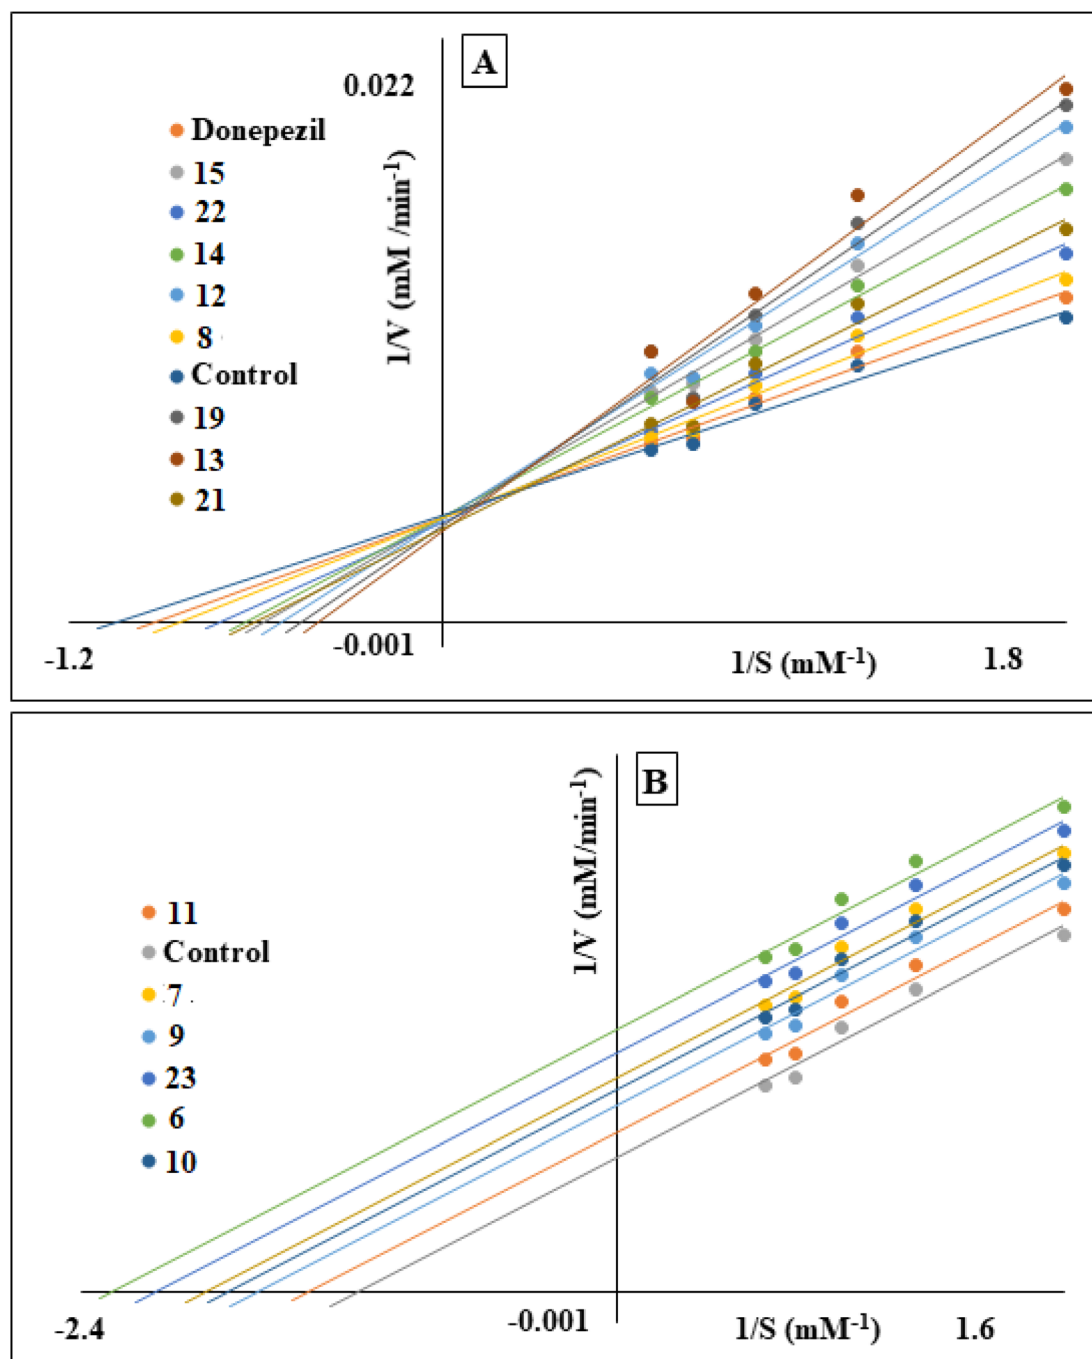 A
0.022
1/V (mM /min⁻¹)
Donepezil
15
22
14
12
8
Control
19
13
21
-1.2
-0.001
1/S (mM⁻¹)
1.8
B
1/V (mM/min⁻¹)
11
Control
7
9
23
6
10
-2.4
-0.001
1/S (mM⁻¹)
1.6